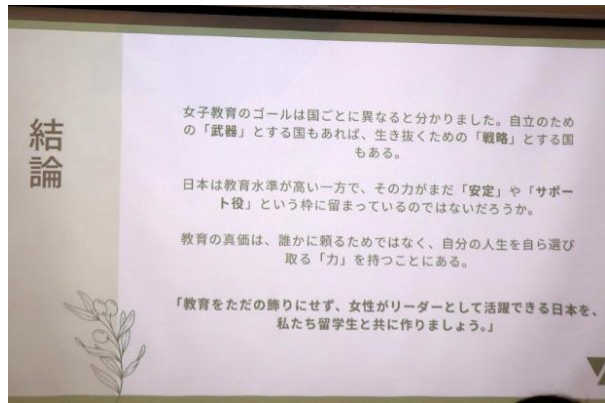 結論
女子教育のゴールは国ごとに異なると分かりました。自立のため
の「武器」とする国もあれば、生き抜くための「戦略」とする国
もある。
日本は教育水準が高い一方で、その力がまだ「安定」や「サポー
ト役」という枠に留まっているのではないだろうか。
教育の真価は、誰かに頼るためではなく、自分の人生を自ら選び
取る「力」を持つことにある。
「教育をただの飾りにせず、女性がリーダーとして活躍できる日本を、
私たち留学生と共に作りましょう。」